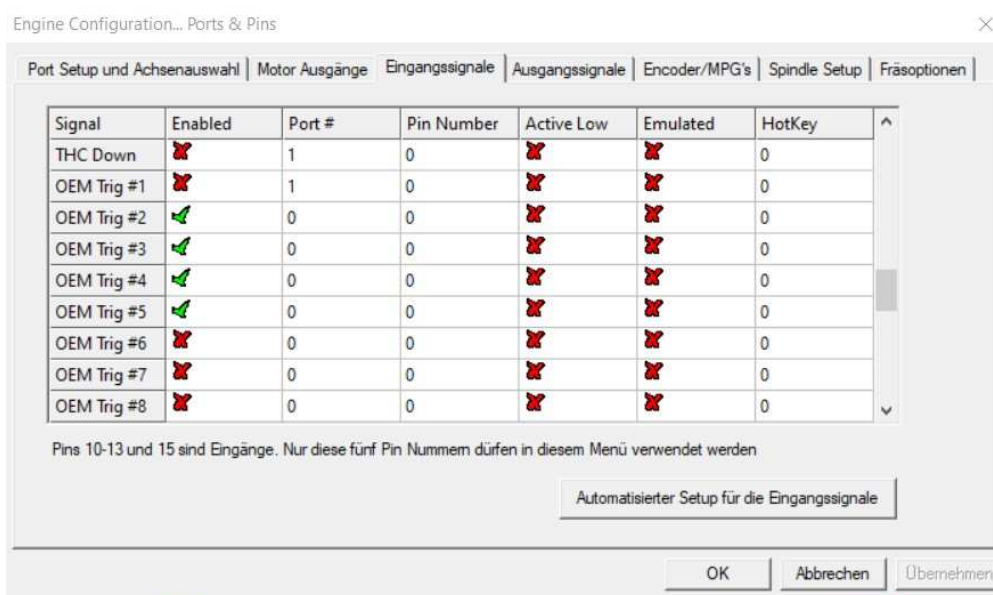 Engine Configuration... Ports & Pins
Port Setup und Achsenauswahl Motor Ausgänge Eingangssignale Ausgangssignale Encoder/MPG's Spindle Setup Fräsoptionen
Signal Enabled Port # Pin Number Active Low Emulated HotKey
THC Down 1 0 0
OEM Trig #1 1 0 0
OEM Trig #2 0 0 0
OEM Trig #3 0 0 0
OEM Trig #4 0 0 0
OEM Trig #5 0 0 0
OEM Trig #6 0 0 0
OEM Trig #7 0 0 0
OEM Trig #8 0 0 0
Pins 10-13 und 15 sind Eingänge. Nur diese fünf Pin Nummern dürfen in diesem Menü verwendet werden
Automatisierter Setup für die Eingangssignale
OK Abbrechen Übernehmen